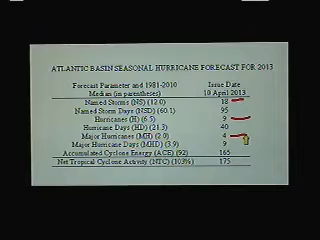 ATLANTIC BASIN SEASONAL HURRICANE FORECAST FOR 2013
Forecast Parameter and 1981-2010 Issue Date
Median (in parentheses) 10 April 2013
Named Storms (NS) (12.0) 18
Named Storm Days (NSD) (60.1) 95
Hurricanes (H) (6.5) 9
Hurricane Days (HD) (21.3) 40
Major Hurricanes (MH) (2.0) 4
Major Hurricane Days (MHD) (3.9) 9
Accumulated Cyclone Energy (ACE) (92) 165
Net Tropical Cyclone Activity (NTC) (103%) 175